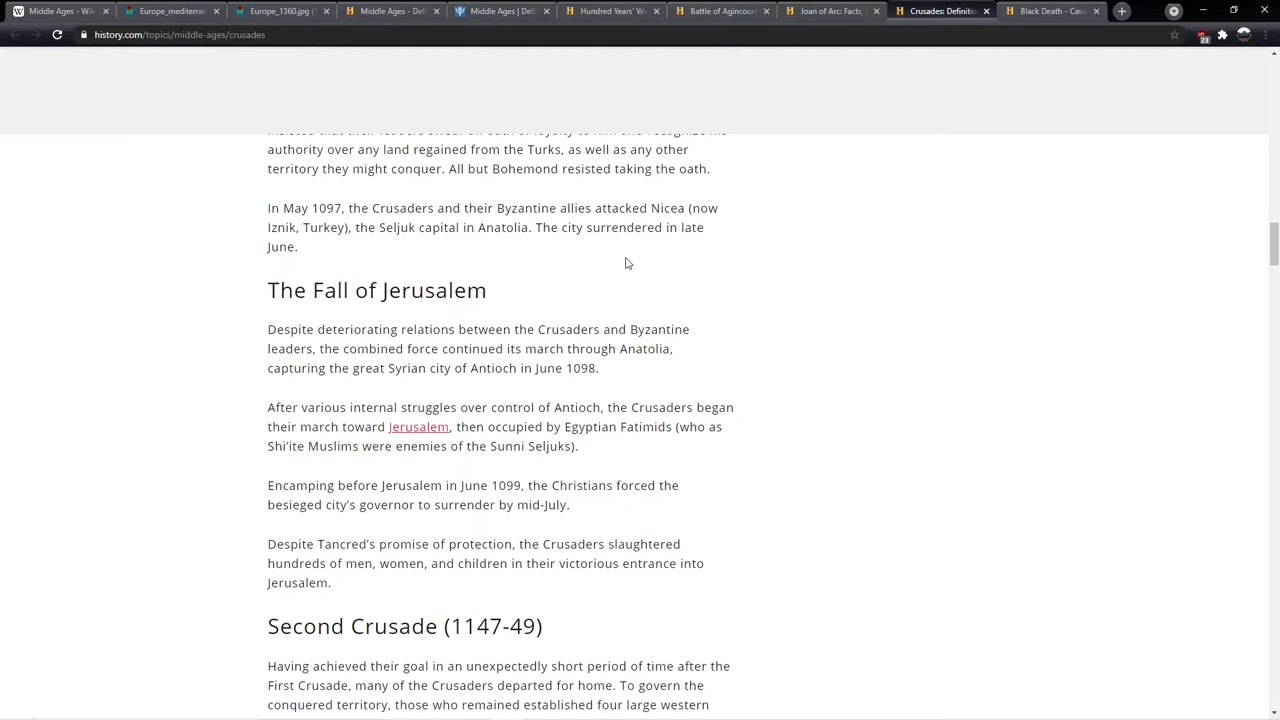 Middle Ages - Wiki
Europe_mediterran
Europe_1360.jpg (
Middle Ages - Defi
Middle Ages | Defi
Hundred Years' Wa
Battle of Agincourt
Joan of Arc: Facts,
Crusades: Definitio
Black Death - Cau
history.com/topics/middle-ages/crusades
23
insisted that their leaders swear an oath of loyalty to him and recognize his
authority over any land regained from the Turks, as well as any other
territory they might conquer. All but Bohemond resisted taking the oath.
In May 1097, the Crusaders and their Byzantine allies attacked Nicea (now
Iznik, Turkey), the Seljuk capital in Anatolia. The city surrendered in late
June.
The Fall of Jerusalem
Despite deteriorating relations between the Crusaders and Byzantine
leaders, the combined force continued its march through Anatolia,
capturing the great Syrian city of Antioch in June 1098.
After various internal struggles over control of Antioch, the Crusaders began
their march toward Jerusalem, then occupied by Egyptian Fatimids (who as
Shi'ite Muslims were enemies of the Sunni Seljuks).
Encamping before Jerusalem in June 1099, the Christians forced the
besieged city's governor to surrender by mid-July.
Despite Tancred's promise of protection, the Crusaders slaughtered
hundreds of men, women, and children in their victorious entrance into
Jerusalem.
Second Crusade (1147-49)
Having achieved their goal in an unexpectedly short period of time after the
First Crusade, many of the Crusaders departed for home. To govern the
conquered territory, those who remained established four large western